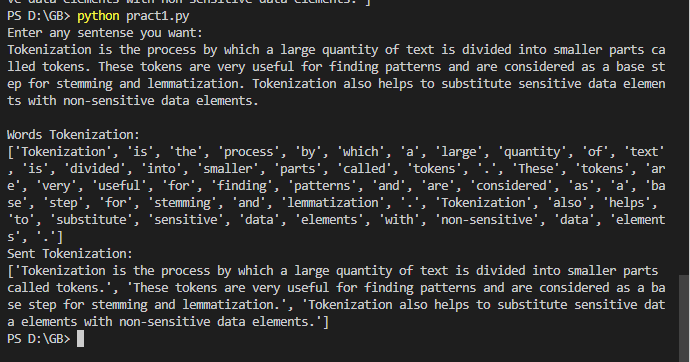 ve data elements with non sensitive data elements. ]
PS D:\GB> python pract1.py
Enter any sentence you want:
Tokenization is the process by which a large quantity of text is divided into smaller parts ca
lled tokens. These tokens are very useful for finding patterns and are considered as a base st
ep for stemming and lemmatization. Tokenization also helps to substitute sensitive data elemen
ts with non-sensitive data elements.
Words Tokenization:
['Tokenization', 'is', 'the', 'process', 'by', 'which', 'a', 'large', 'quantity', 'of', 'text'
, 'is', 'divided', 'into', 'smaller', 'parts', 'called', 'tokens', '.', 'These', 'tokens', 'ar
e', 'very', 'useful', 'for', 'finding', 'patterns', 'and', 'are', 'considered', 'as', 'a', 'ba
se', 'step', 'for', 'stemming', 'and', 'lemmatization', '.', 'Tokenization', 'also', 'helps',
'to', 'substitute', 'sensitive', 'data', 'elements', 'with', 'non-sensitive', 'data', 'element
s', '.']
Sent Tokenization:
['Tokenization is the process by which a large quantity of text is divided into smaller parts
called tokens.', 'These tokens are very useful for finding patterns and are considered as a ba
se step for stemming and lemmatization.', 'Tokenization also helps to substitute sensitive dat
a elements with non-sensitive data elements.']
PS D:\GB>